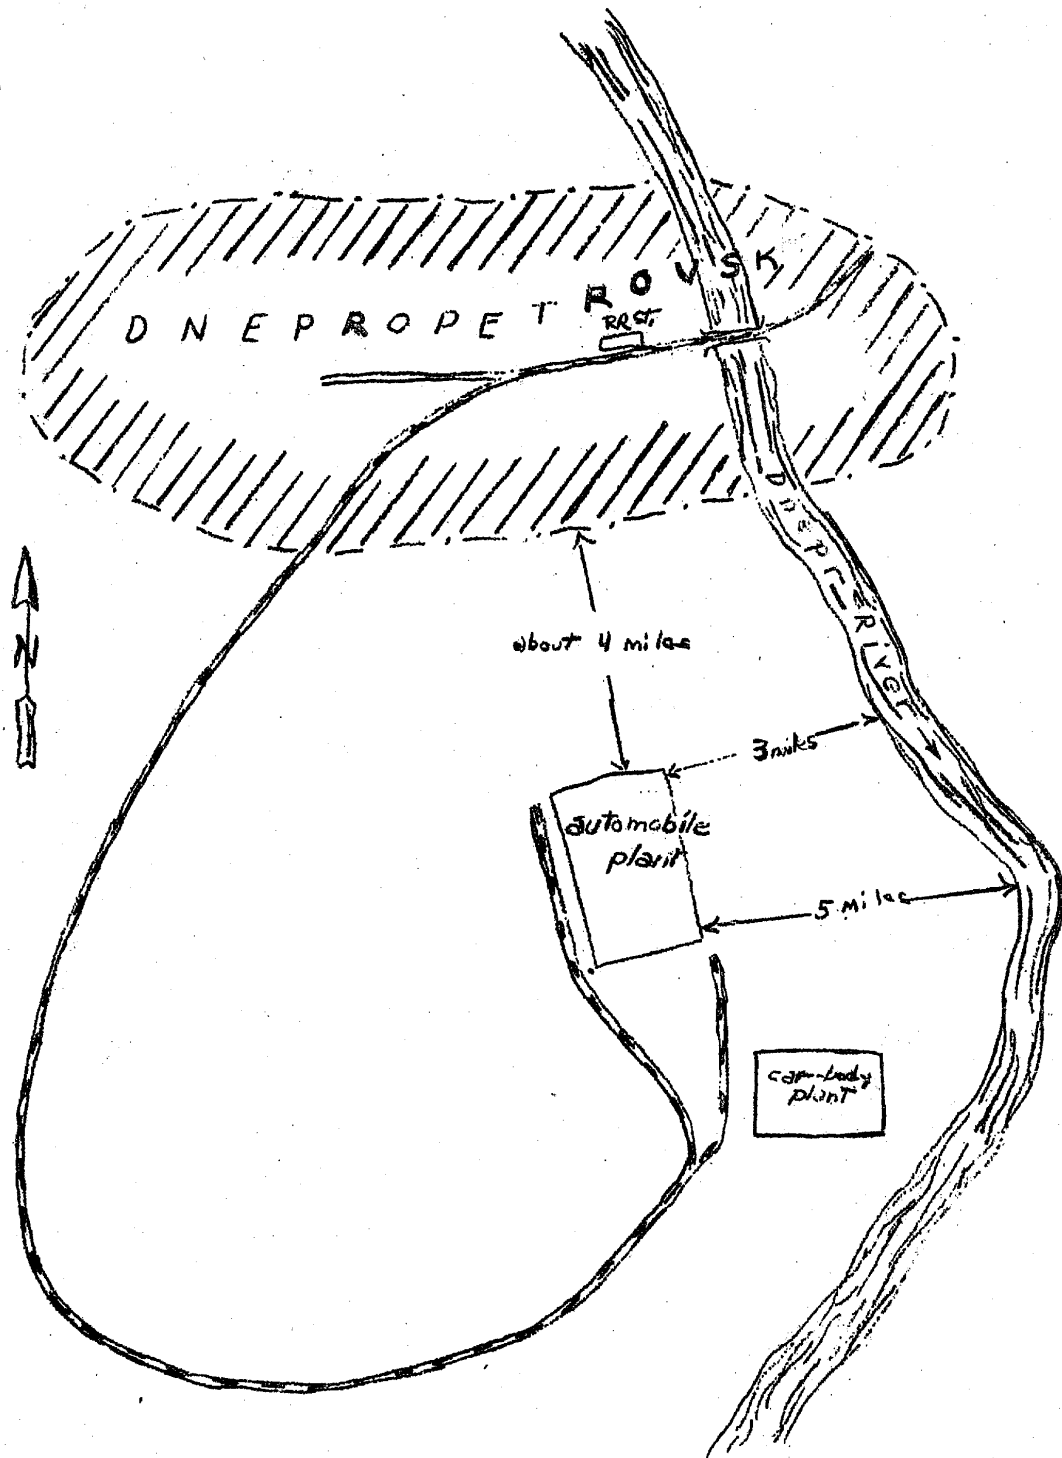 DNEPROPETROVSK
RR St.
Dnepr River
N
about 4 miles
3 miles
automobile
plant
5 miles
car-body
plant